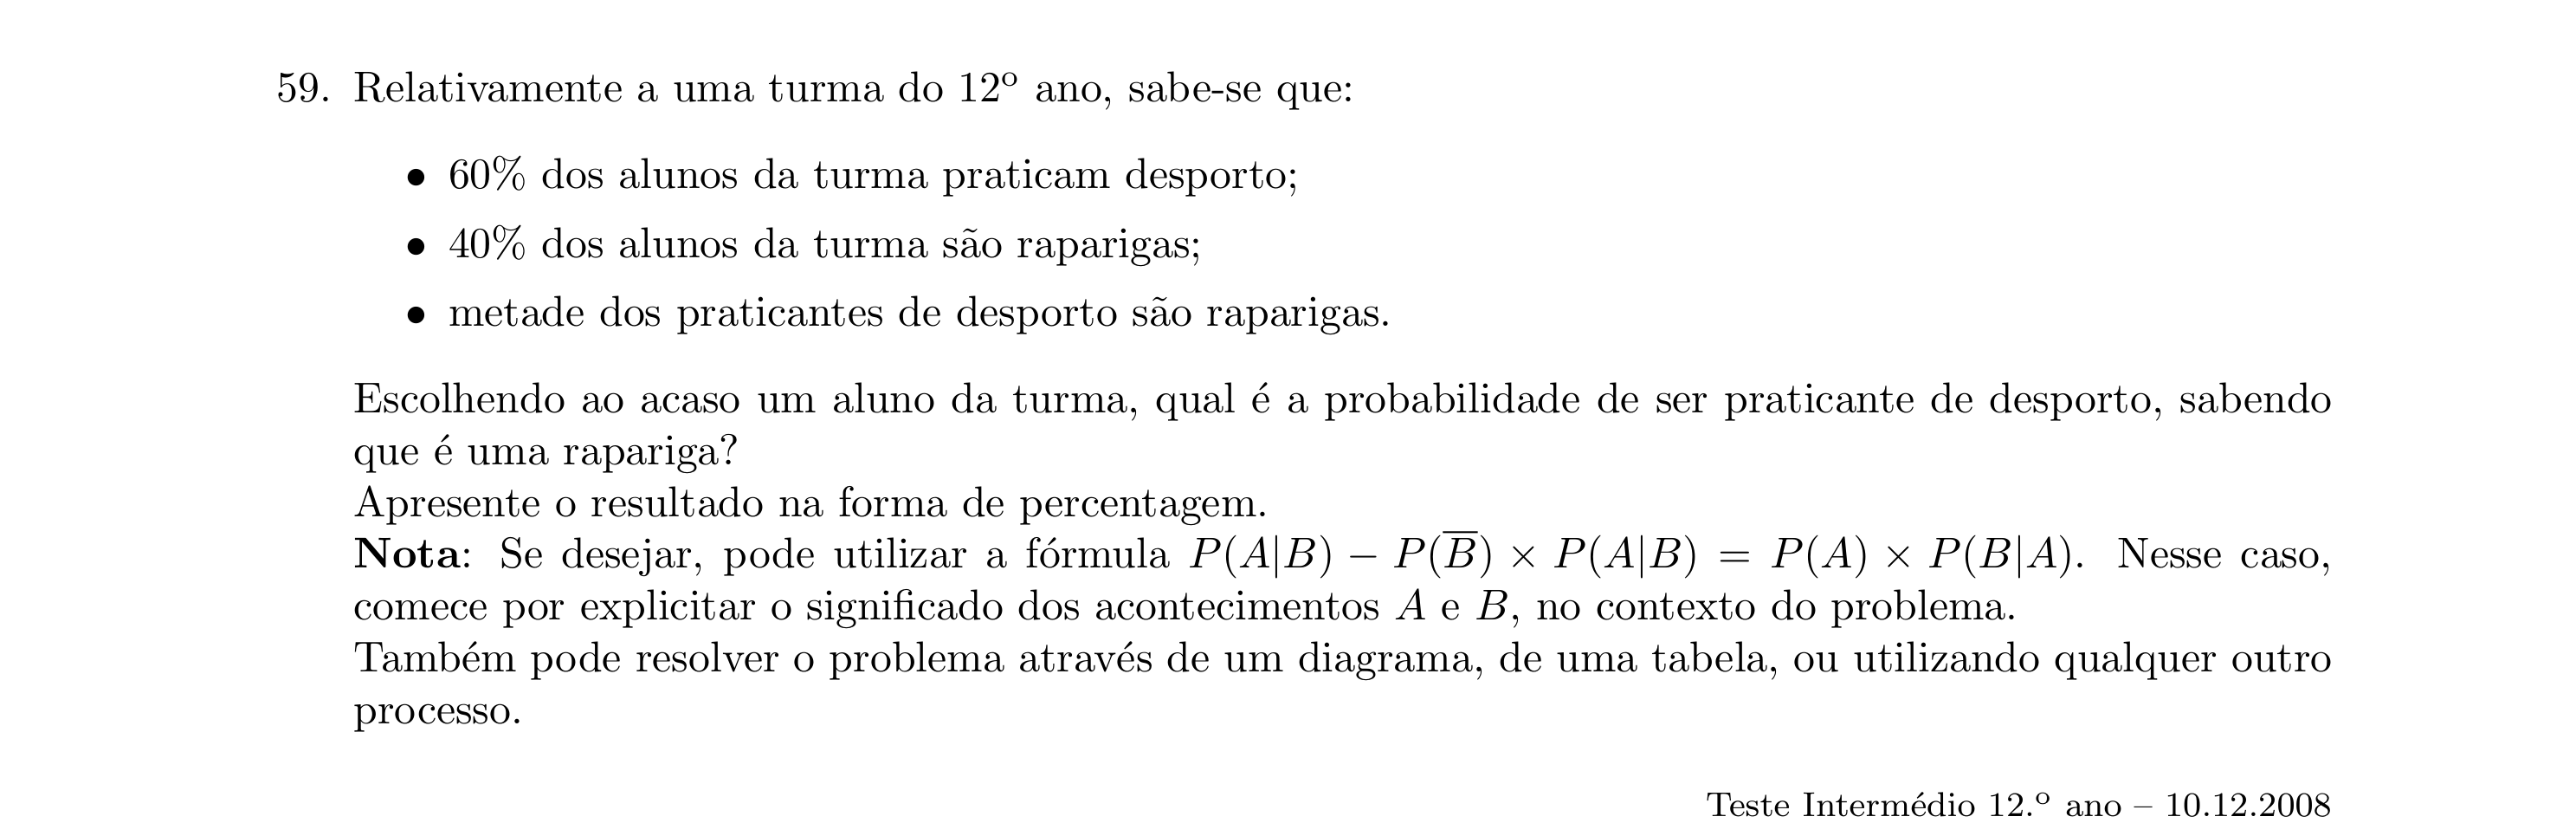 59. Relativamente a uma turma do 12º ano, sabe-se que:
• 60% dos alunos da turma praticam desporto;
• 40% dos alunos da turma são raparigas;
• metade dos praticantes de desporto são raparigas.
Escolhendo ao acaso um aluno da turma, qual é a probabilidade de ser praticante de desporto, sabendo
que é uma rapariga?
Apresente o resultado na forma de percentagem.
Nota: Se desejar, pode utilizar a fórmula $P(A|B) - P(\overline{B}) \times P(A|B) = P(A) \times P(B|A)$. Nesse caso,
comece por explicitar o significado dos acontecimentos $A$ e $B$, no contexto do problema.
Também pode resolver o problema através de um diagrama, de uma tabela, ou utilizando qualquer outro
processo.
Teste Intermédio 12.º ano – 10.12.2008